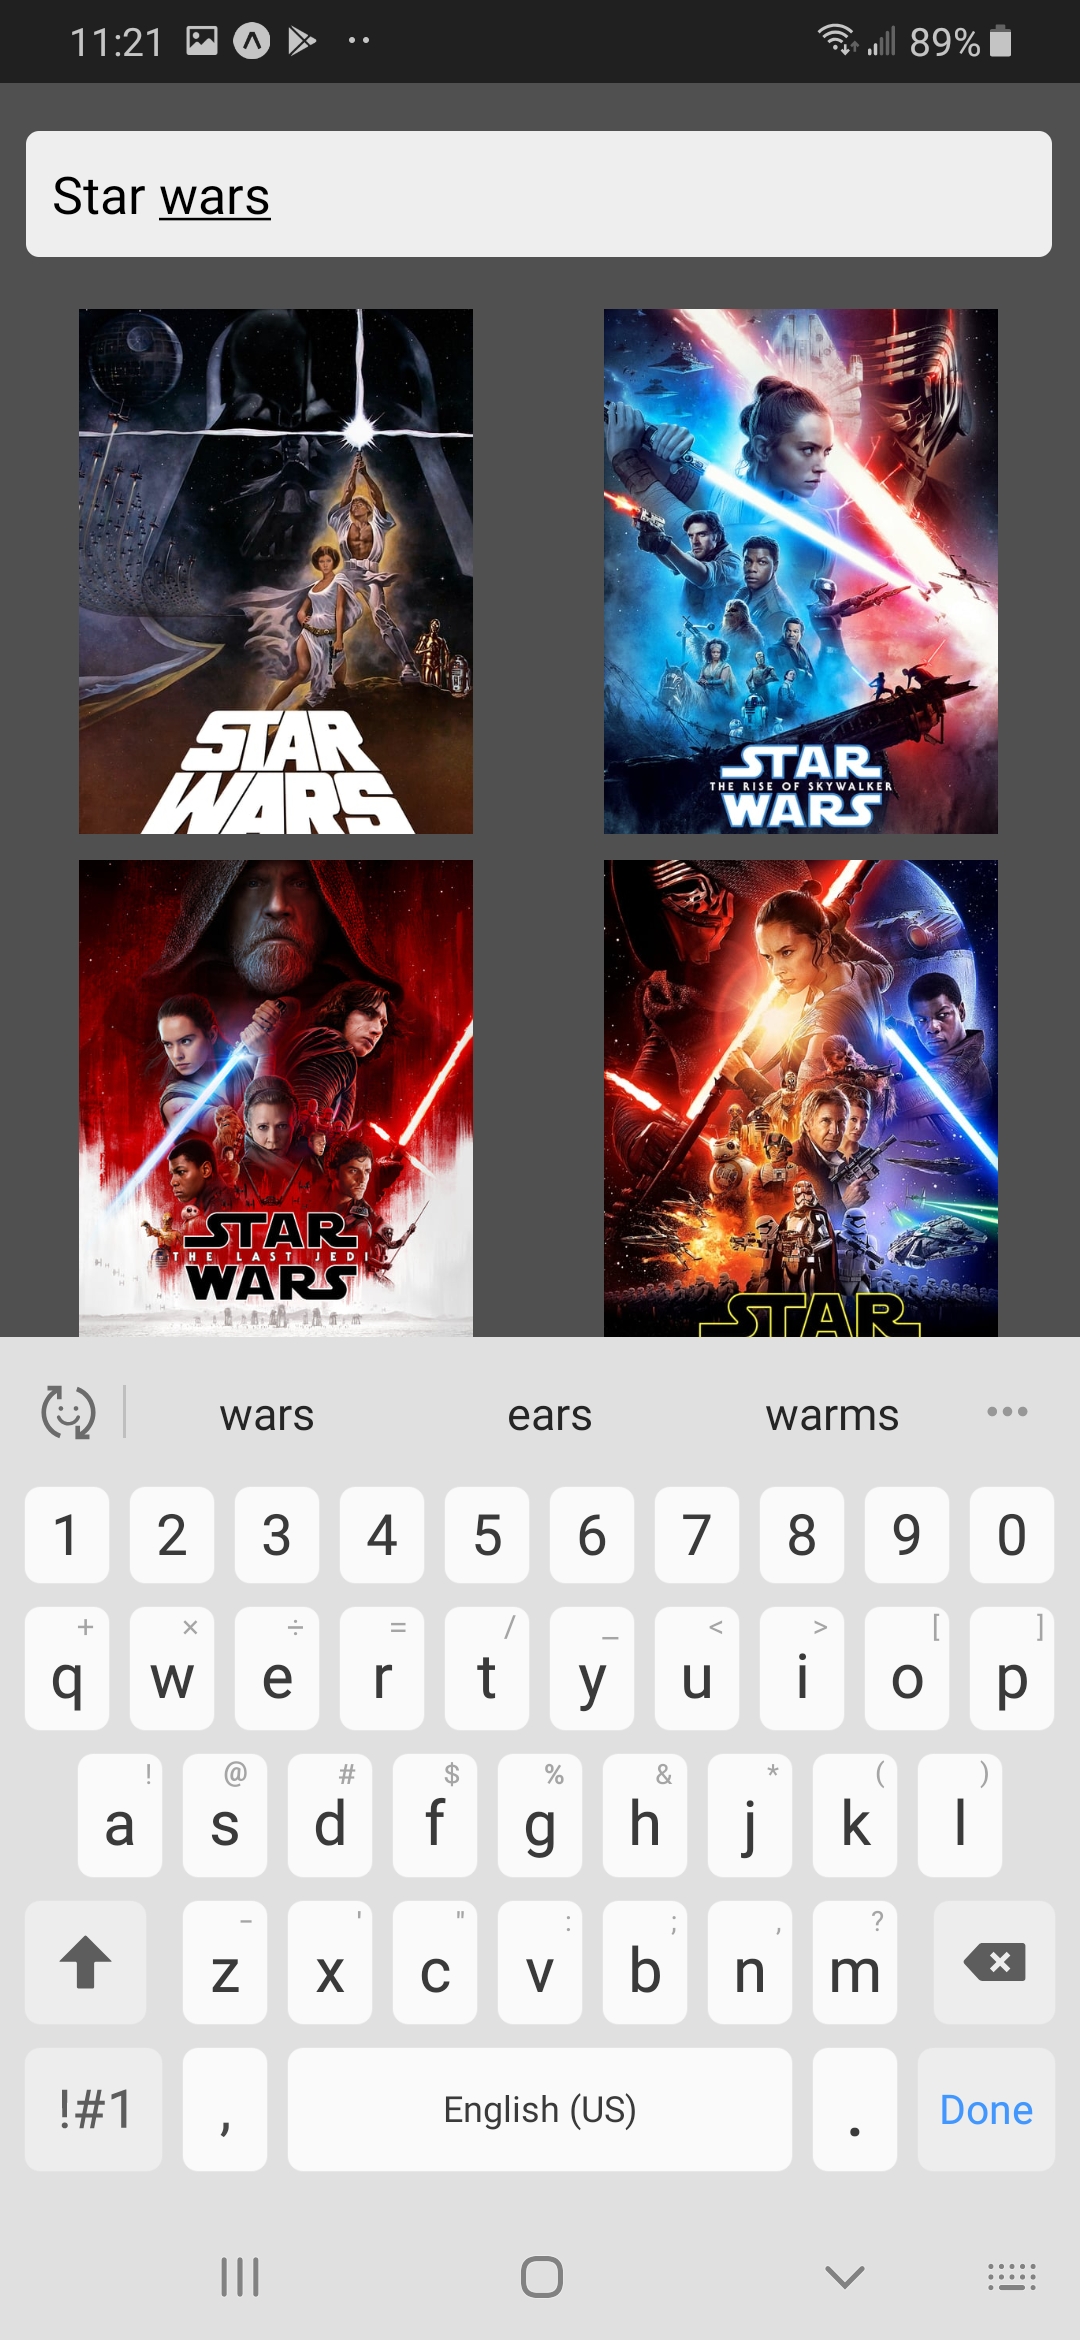 11:21
89%
Star wars
STAR
WARS
STAR
THE RISE OF SKYWALKER
WARS
STAR
THE LAST JEDI
WARS
STAR
wars ears warms
1 2 3 4 5 6 7 8 9 0
+ × ÷ = / _ < > [ ]
q w e r t y u i o p
! @ # $ % & * ( )
a s d f g h j k l
- ' " : ; , ?
z x c v b n m
!#1 , English (US) . Done